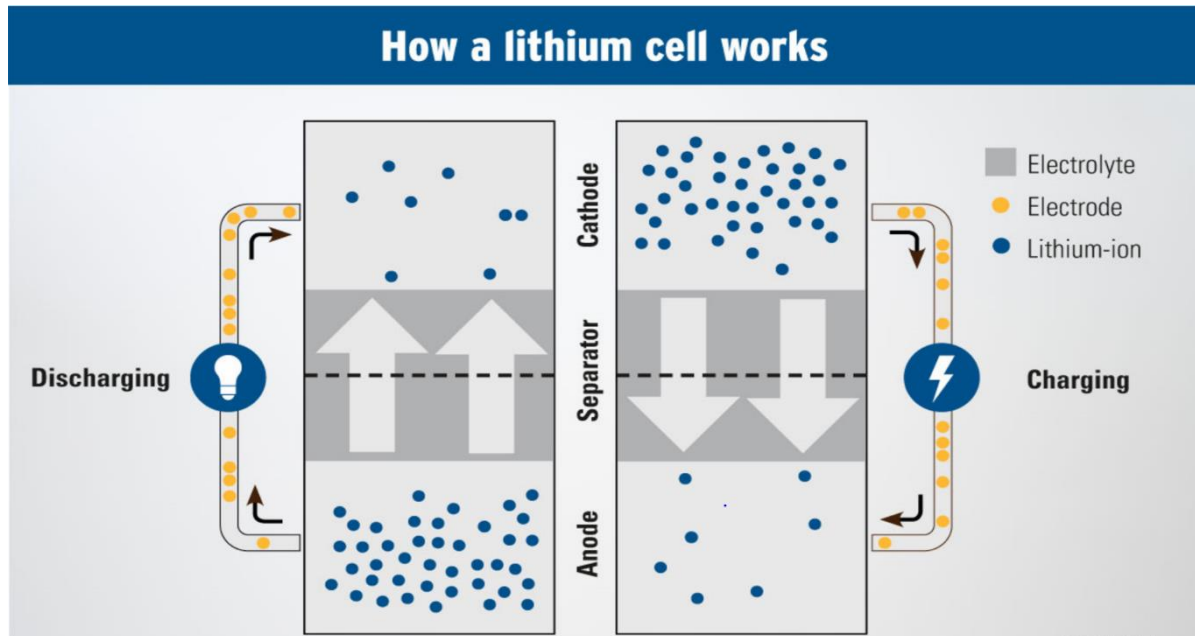 How a lithium cell works
Cathode
Electrolyte
Electrode
Lithium-ion
Discharging
Separator
Charging
Anode